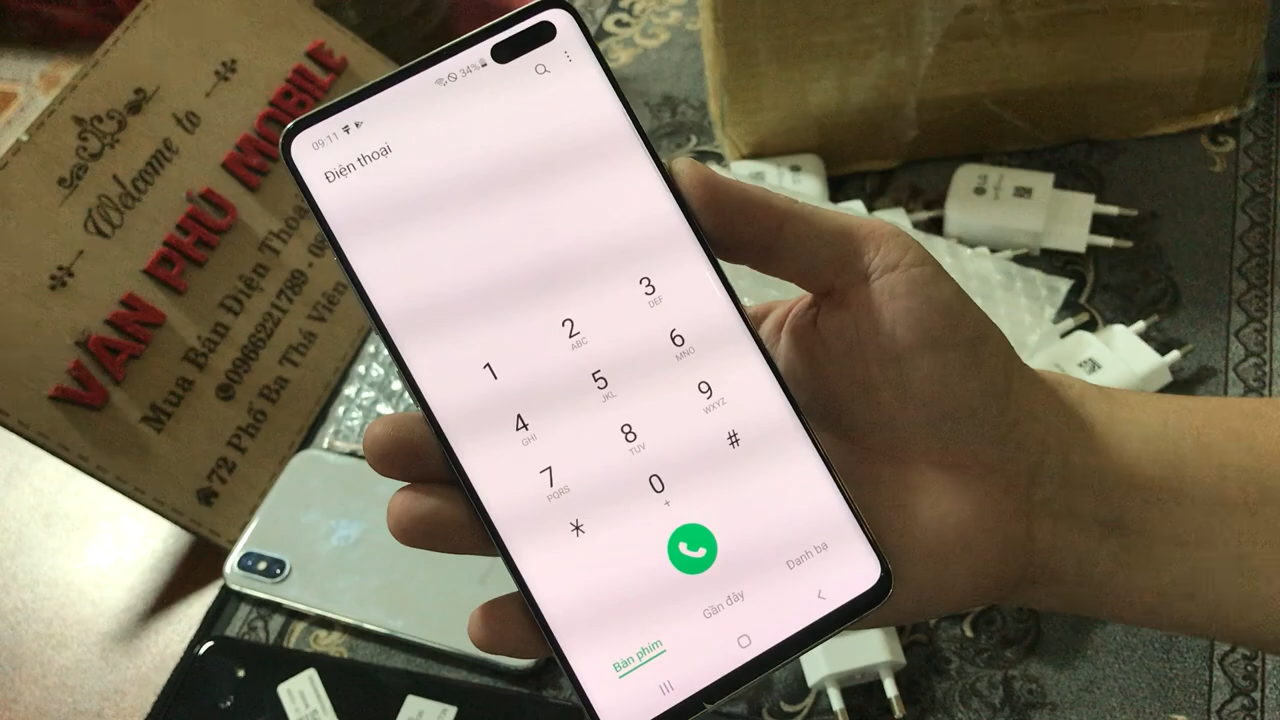 Welcome to
VĂN PHÚ MOBILE
Mua Bán Điện Thoại
0966221789 - 08
72 Phố Ba Thá Viên
09:11
34%
Điện thoại
1
2
ABC
3
DEF
4
GHI
5
JKL
6
MNO
7
PQRS
8
TUV
9
WXYZ
*
0
+
#
Bàn phím
Gần đây
Danh bạ
LG